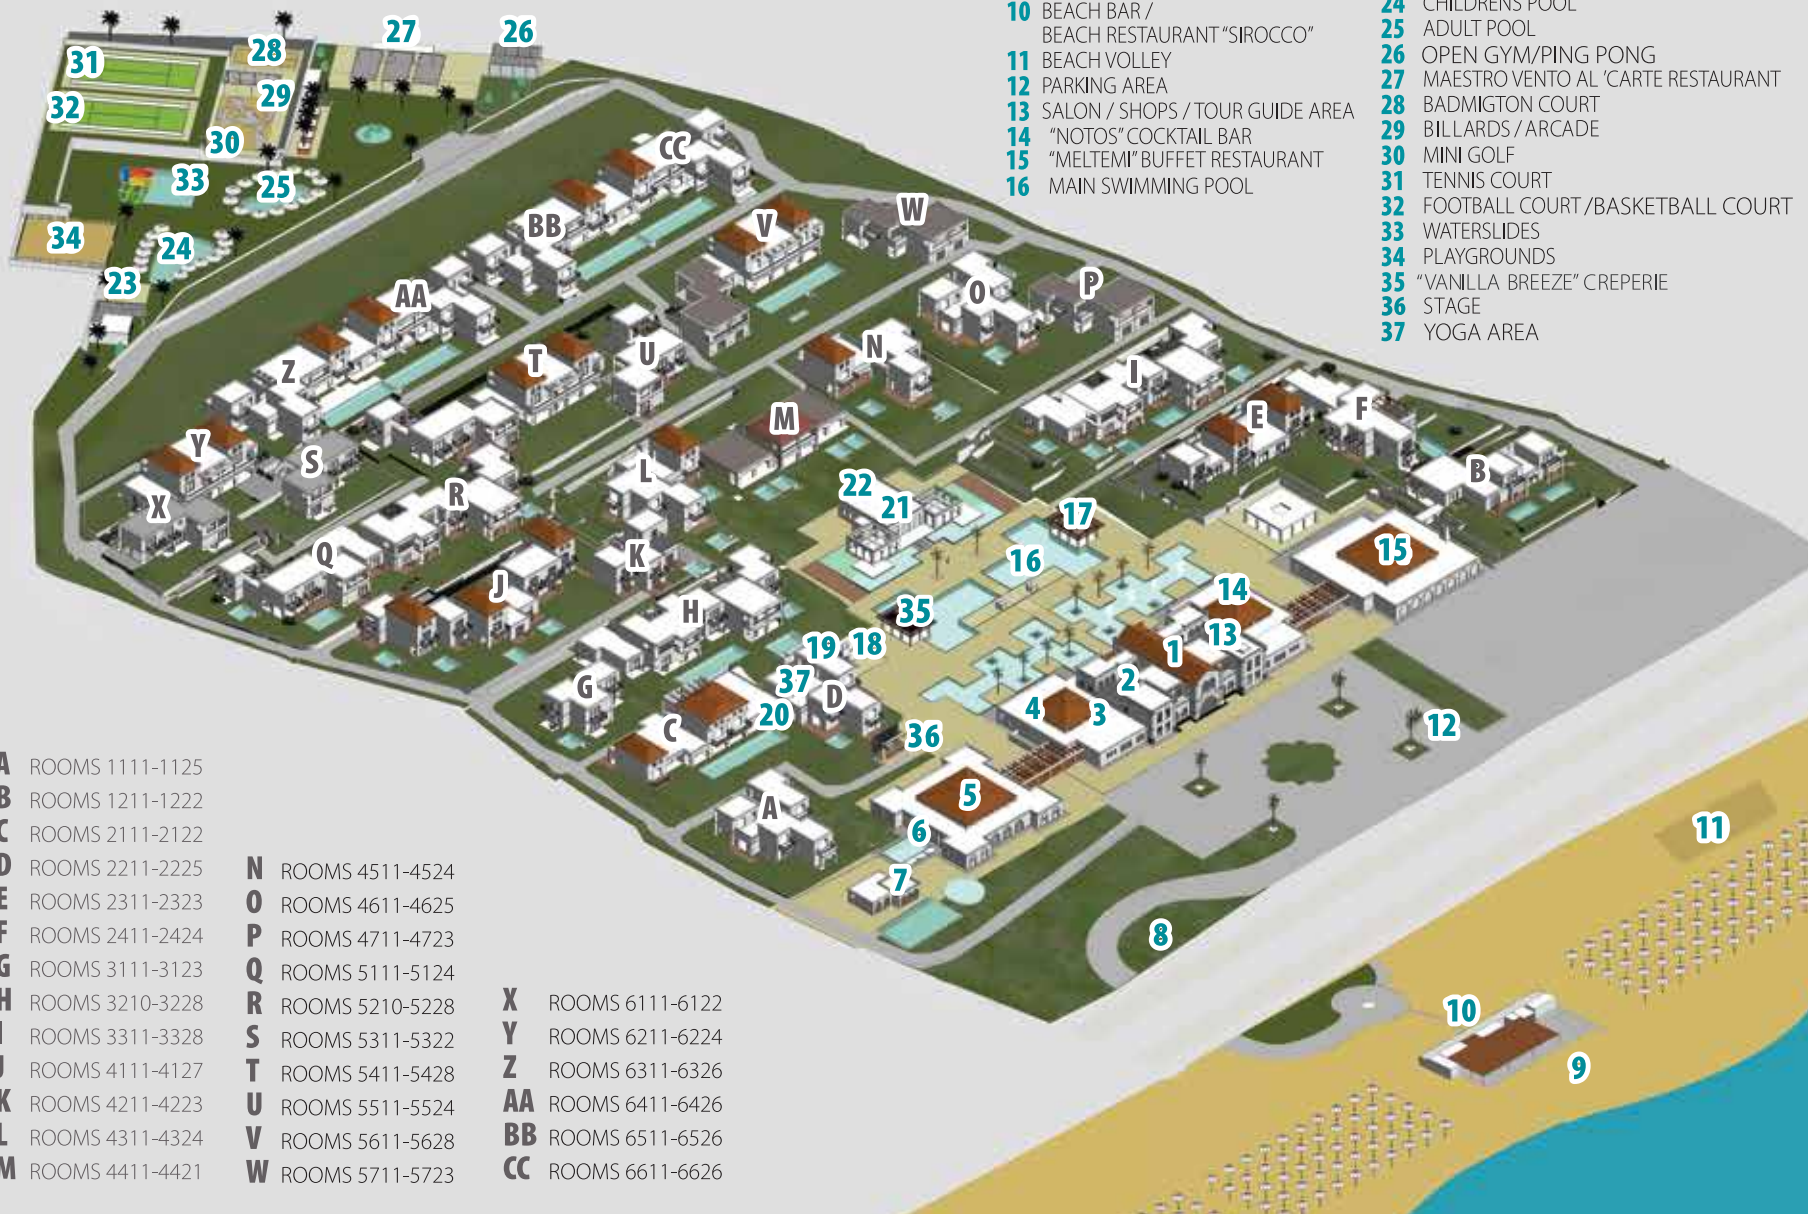 10 BEACH BAR /
BEACH RESTAURANT "SIROCCO"
11 BEACH VOLLEY
12 PARKING AREA
13 SALON / SHOPS / TOUR GUIDE AREA
14 "NOTOS" COCKTAIL BAR
15 "MELTEMI" BUFFET RESTAURANT
16 MAIN SWIMMING POOL
24 CHILDRENS POOL
25 ADULT POOL
26 OPEN GYM/PING PONG
27 MAESTRO VENTO AL 'CARTE RESTAURANT
28 BADMIGTON COURT
29 BILLARDS / ARCADE
30 MINI GOLF
31 TENNIS COURT
32 FOOTBALL COURT /BASKETBALL COURT
33 WATERSLIDES
34 PLAYGROUNDS
35 "VANILLA BREEZE" CREPERIE
36 STAGE
37 YOGA AREA
31
28
27
26
32
29
30
33
25
34
24
23
CC
BB
V
W
AA
O
P
Z
T
U
N
I
Y
S
M
E
F
X
R
L
B
Q
K
J
H
G
C
D
A
22
21
17
16
15
35
14
13
1
2
19
18
37
20
4
3
36
12
5
6
7
8
11
10
9
A ROOMS 1111-1125
B ROOMS 1211-1222
C ROOMS 2111-2122
D ROOMS 2211-2225
E ROOMS 2311-2323
F ROOMS 2411-2424
G ROOMS 3111-3123
H ROOMS 3210-3228
I ROOMS 3311-3328
J ROOMS 4111-4127
K ROOMS 4211-4223
L ROOMS 4311-4324
M ROOMS 4411-4421
N ROOMS 4511-4524
O ROOMS 4611-4625
P ROOMS 4711-4723
Q ROOMS 5111-5124
R ROOMS 5210-5228
S ROOMS 5311-5322
T ROOMS 5411-5428
U ROOMS 5511-5524
V ROOMS 5611-5628
W ROOMS 5711-5723
X ROOMS 6111-6122
Y ROOMS 6211-6224
Z ROOMS 6311-6326
AA ROOMS 6411-6426
BB ROOMS 6511-6526
CC ROOMS 6611-6626